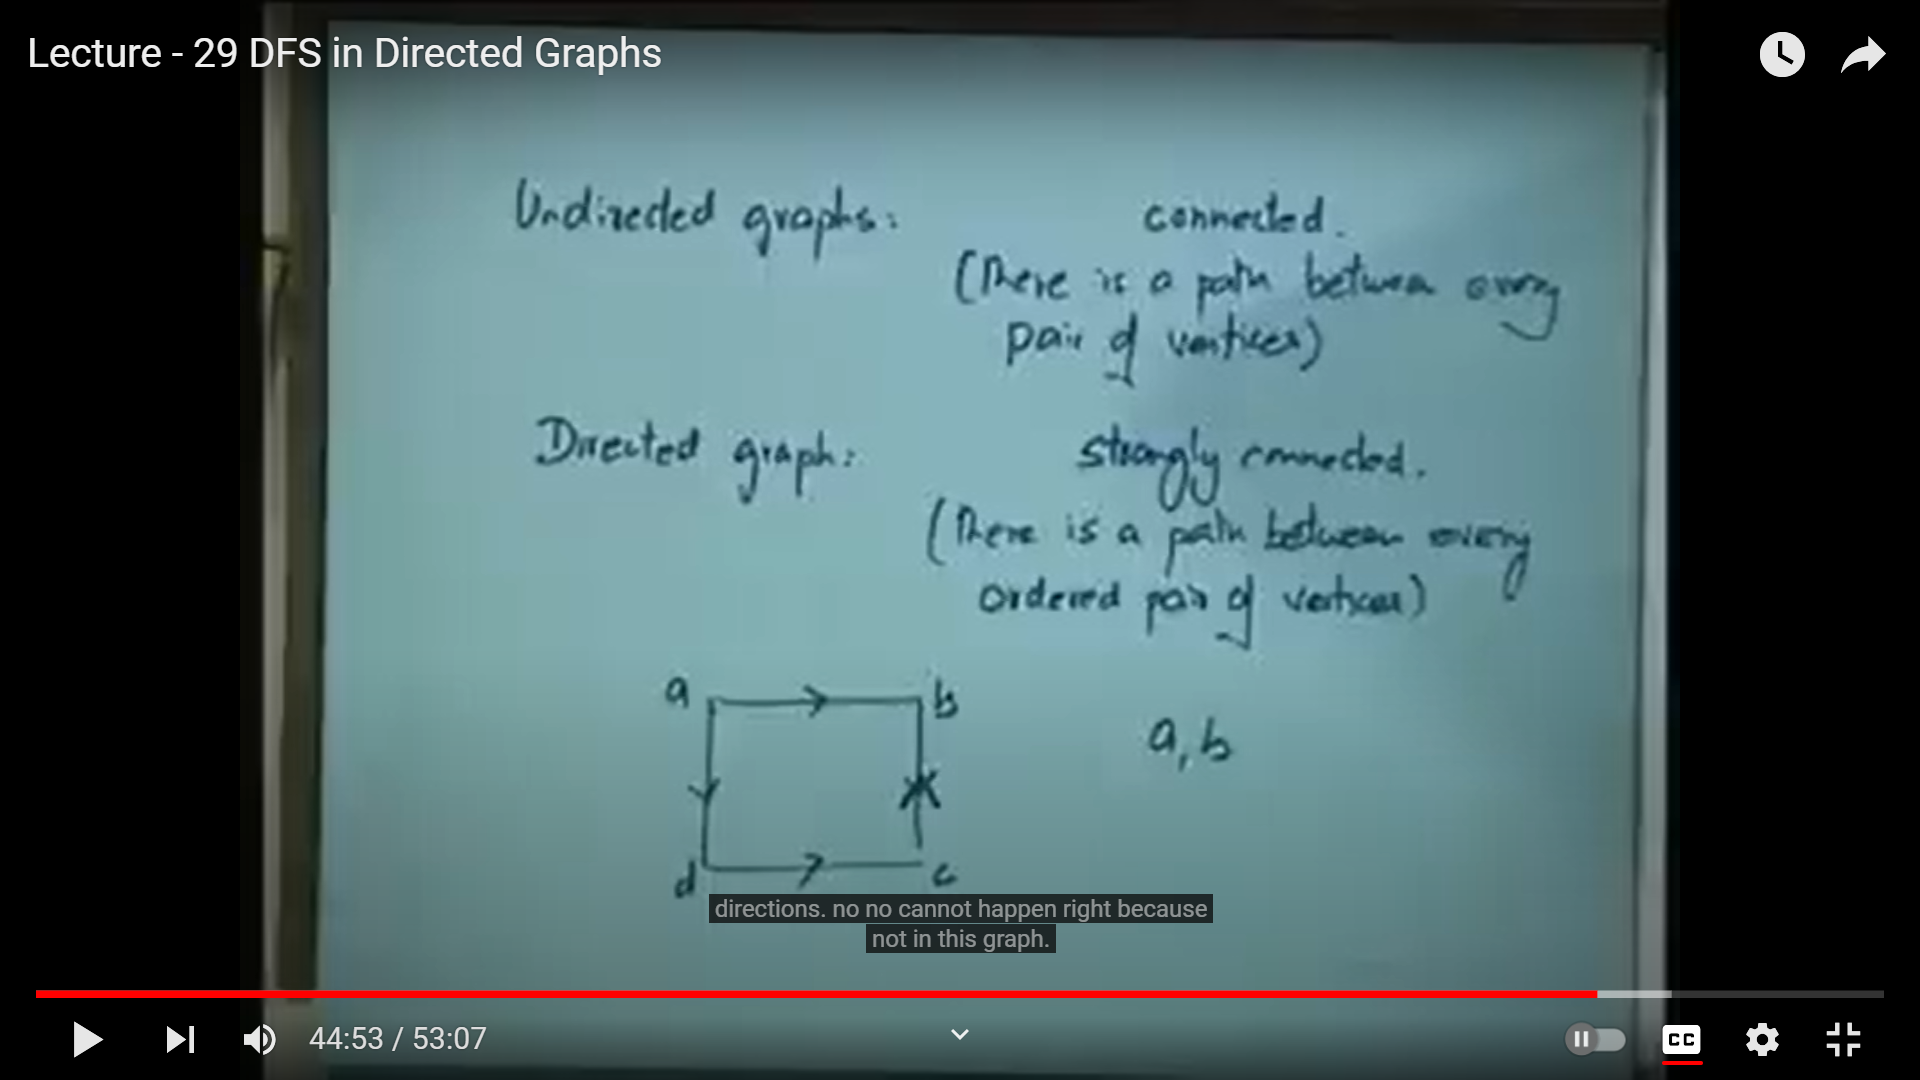 Lecture - 29 DFS in Directed Graphs
Undirected graphs: connected.
(There is a path between every
pair of vertices)
Directed graph: strongly connected.
(There is a path between every
ordered pair of vertices)
a b
a, b
d c
directions. no no cannot happen right because
not in this graph.
44:53 / 53:07
CC